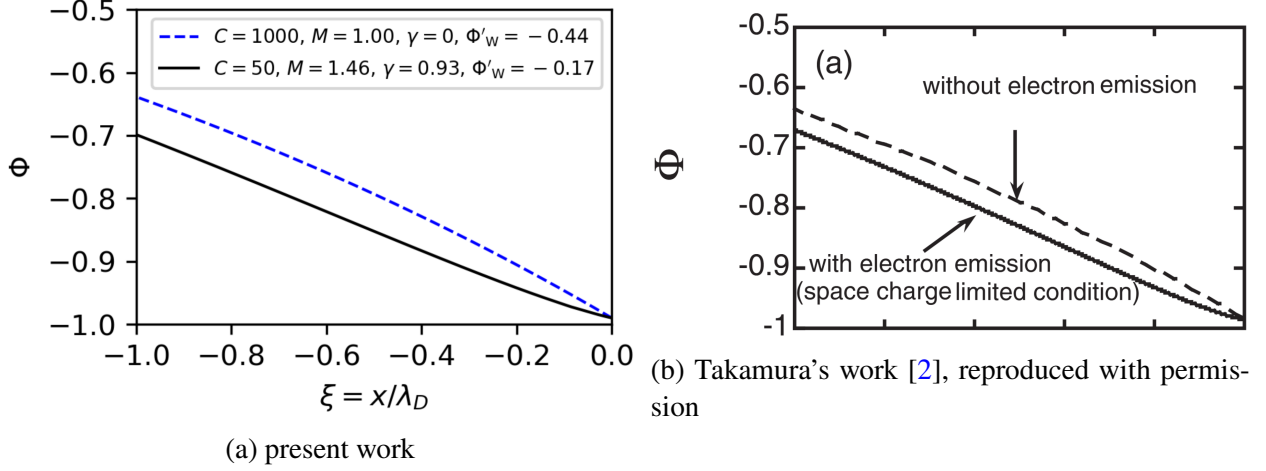 −0.5
−0.6
−0.7
−0.8
−0.9
−1.0
Φ
C = 1000, M = 1.00, γ = 0, Φ′W = − 0.44
C = 50, M = 1.46, γ = 0.93, Φ′W = − 0.17
−1.0 −0.8 −0.6 −0.4 −0.2 0.0
ξ = x/λD
(a) present work
-0.5
-0.6
-0.7
-0.8
-0.9
-1
Φ
(a)
without electron emission
with electron emission
(space charge limited condition)
(b) Takamura’s work [2], reproduced with permis-
sion